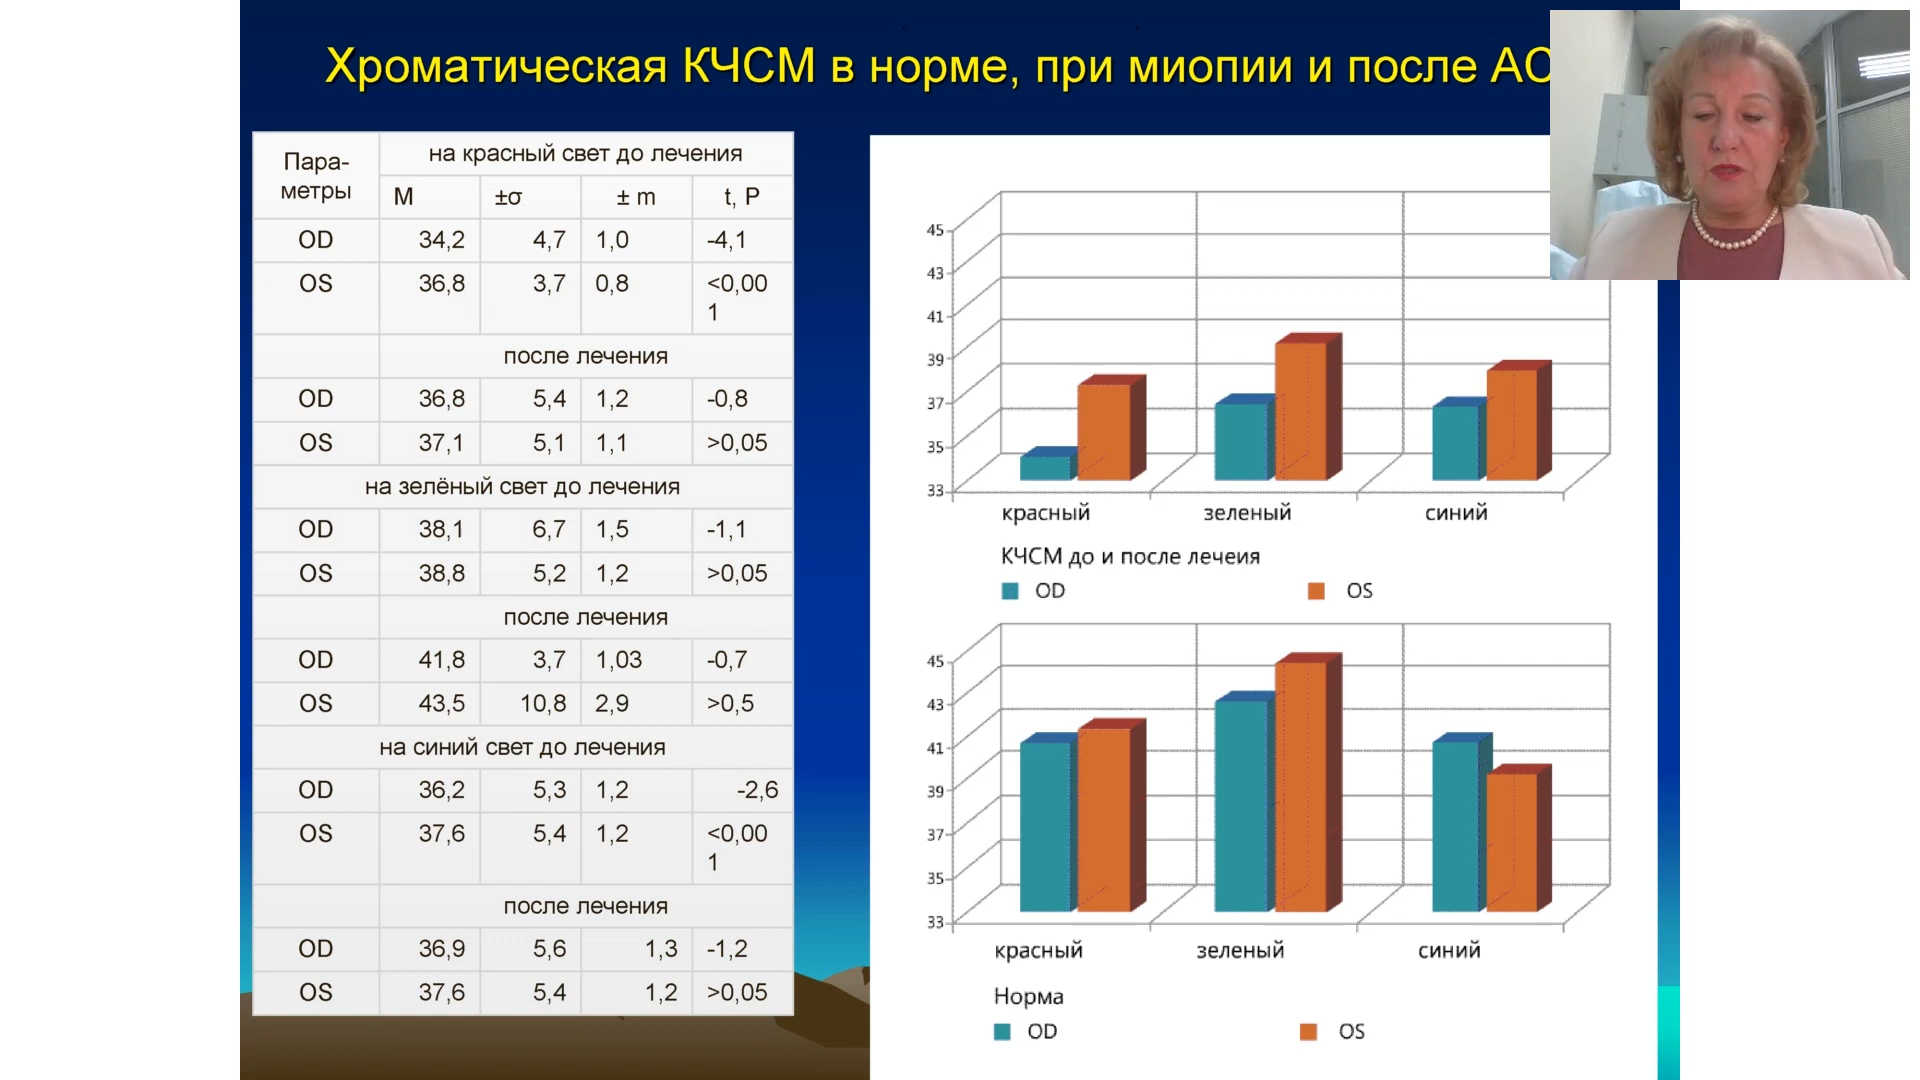 Хроматическая КЧСМ в норме, при миопии и после
Пара-
метры
на красный свет до лечения
М ±σ ± m t, P
OD 34,2 4,7 1,0 -4,1
OS 36,8 3,7 0,8 <0,00
1
после лечения
OD 36,8 5,4 1,2 -0,8
OS 37,1 5,1 1,1 >0,05
на зелёный свет до лечения
OD 38,1 6,7 1,5 -1,1
OS 38,8 5,2 1,2 >0,05
после лечения
OD 41,8 3,7 1,03 -0,7
OS 43,5 10,8 2,9 >0,5
на синий свет до лечения
OD 36,2 5,3 1,2 -2,6
OS 37,6 5,4 1,2 <0,00
1
после лечения
OD 36,9 5,6 1,3 -1,2
OS 37,6 5,4 1,2 >0,05
45
43
41
39
37
35
33
красный зеленый синий
КЧСМ до и после лечеия
OD OS
45
43
41
39
37
35
33
красный зеленый синий
Норма
OD OS